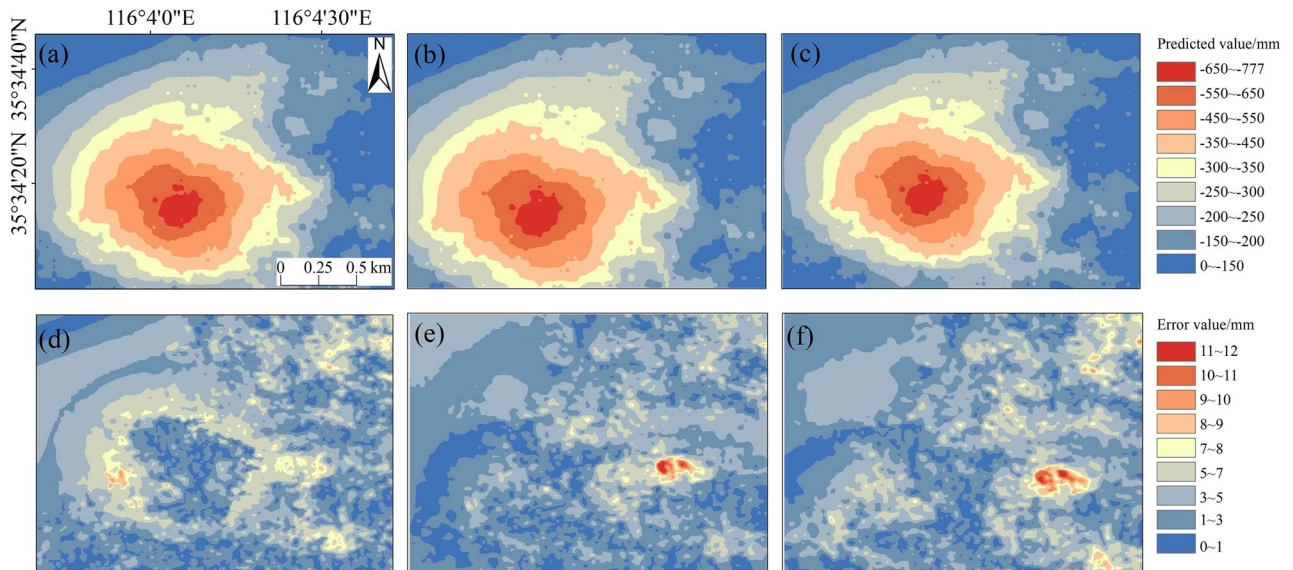 116°4'0"E
116°4'30"E
35°34'40"N
35°34'20"N
(a)
N
0 0.25 0.5 km
(b)
(c)
Predicted value/mm
-650~-777
-550~-650
-450~-550
-350~-450
-300~-350
-250~-300
-200~-250
-150~-200
0~-150
(d)
(e)
(f)
Error value/mm
11~12
10~11
9~10
8~9
7~8
5~7
3~5
1~3
0~1